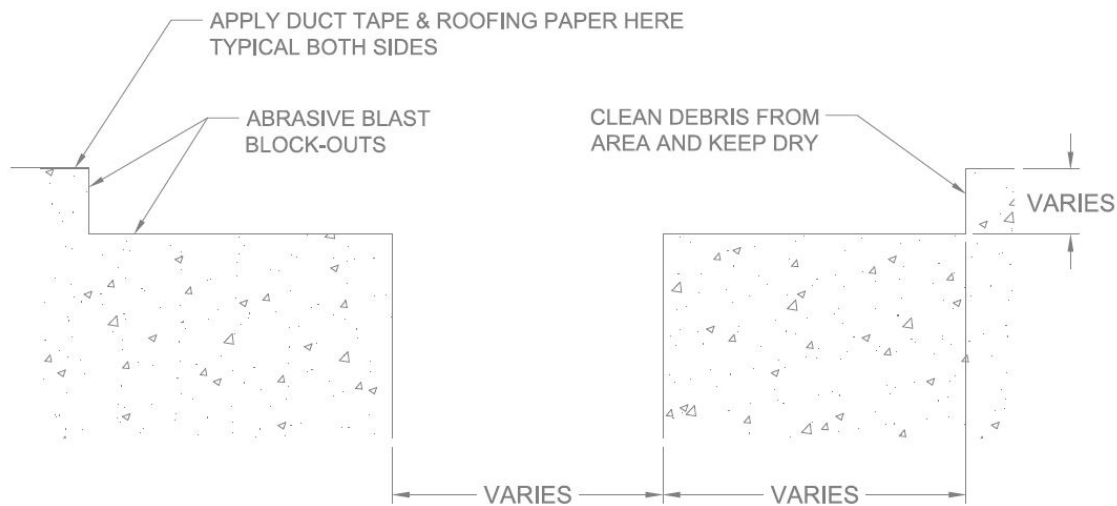 APPLY DUCT TAPE & ROOFING PAPER HERE
TYPICAL BOTH SIDES
ABRASIVE BLAST
BLOCK-OUTS
CLEAN DEBRIS FROM
AREA AND KEEP DRY
VARIES
VARIES
VARIES